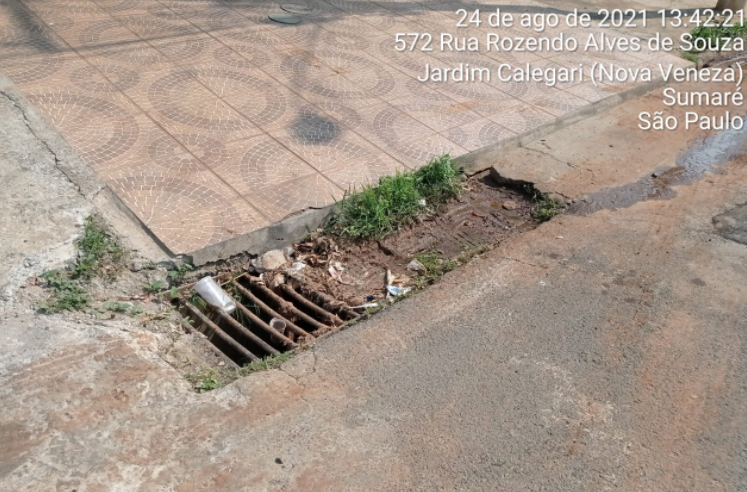 24 de ago de 2021 13:42:21
572 Rua Rozendo Alves de Souza
Jardim Calegari (Nova Veneza)
Sumaré
São Paulo